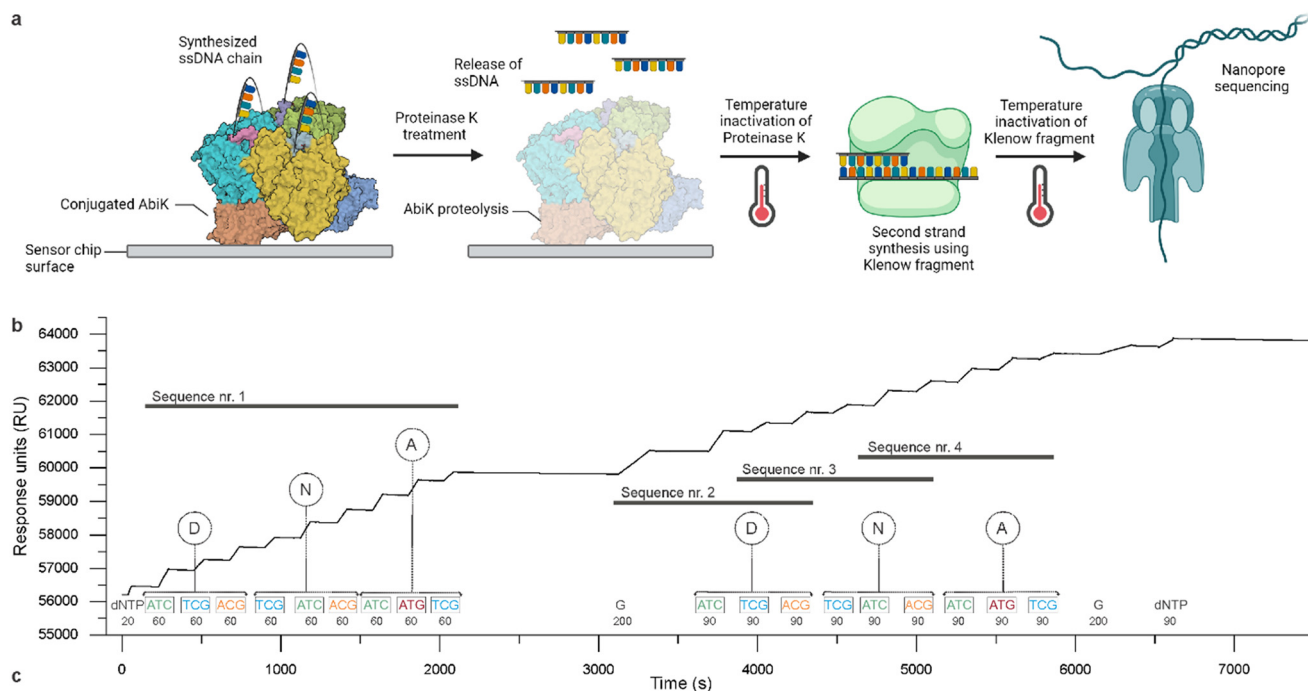 a
Synthesized
ssDNA chain
Conjugated AbiK
Sensor chip
surface
Proteinase K
treatment
Release of
ssDNA
AbiK proteolysis
Temperature
inactivation of
Proteinase K
Second strand
synthesis using
Klenow fragment
Temperature
inactivation of
Klenow fragment
Nanopore
sequencing
b
Response units (RU)
64000
63000
62000
61000
60000
59000
58000
57000
56000
55000
Sequence nr. 1
Sequence nr. 4
Sequence nr. 3
Sequence nr. 2
D N A D N A
dNTP ATC TCG ACG TCG ATC ACG ATC ATG TCG G ATC TCG ACG TCG ATC ACG ATC ATG TCG G dNTP
20 60 60 60 60 60 60 60 60 60 200 90 90 90 90 90 90 90 90 90 200 90
0 1000 2000 3000 4000 5000 6000 7000
Time (s)
c